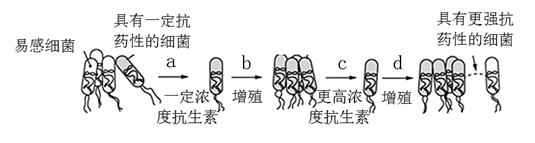 具有一定抗
药性的细菌
易感细菌
具有更强抗
药性的细菌
a
一定浓
度抗生素
b
增殖
c
更高浓
度抗生素
d
增殖